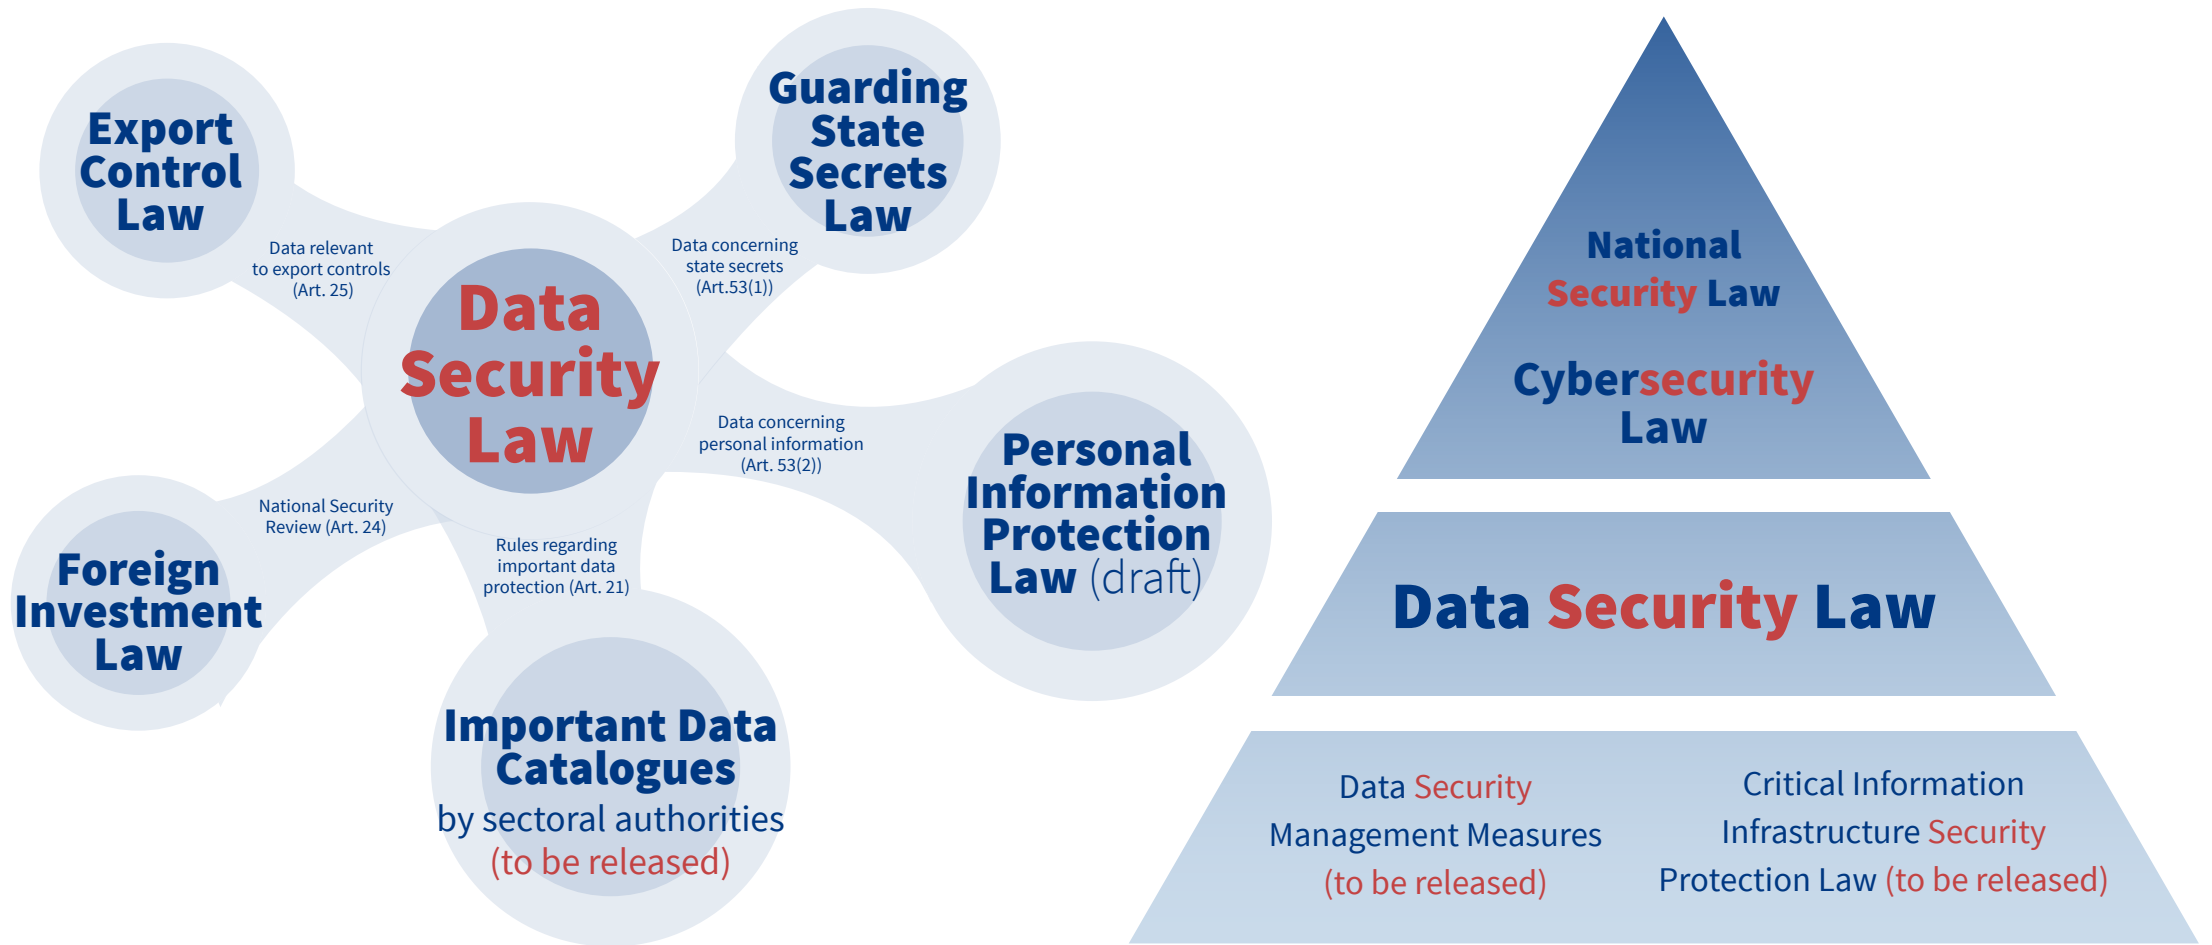 Export
Control
Law
Guarding
State
Secrets
Law
Data relevant
to export controls
(Art. 25)
Data concerning
state secrets
(Art.53(1))
Data
Security
Law
Data concerning
personal information
(Art. 53(2))
Personal
Information
Protection
Law (draft)
National Security
Review (Art. 24)
Foreign
Investment
Law
Rules regarding
important data
protection (Art. 21)
Important Data
Catalogues
by sectoral authorities
(to be released)
National
Security Law
Cybersecurity
Law
Data Security Law
Data Security
Management Measures
(to be released)
Critical Information
Infrastructure Security
Protection Law (to be released)